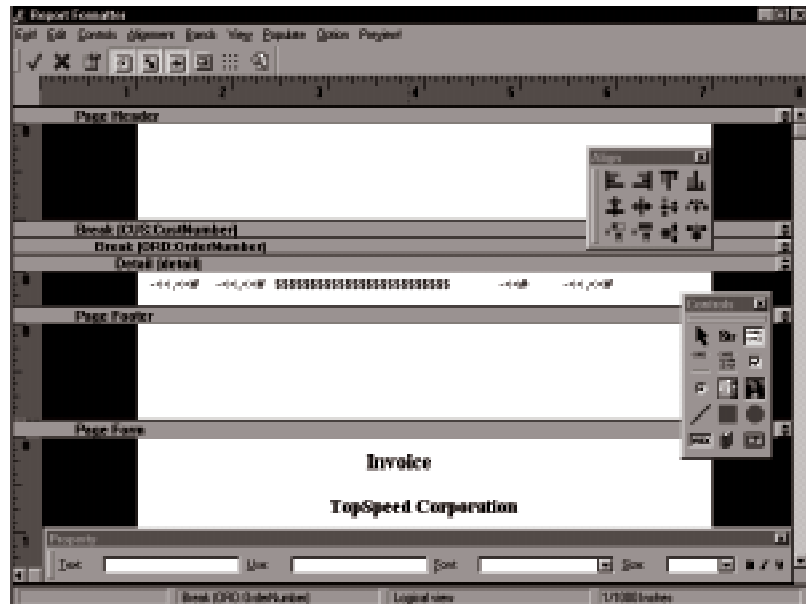 Report Formatter
Exit Edit Controls Alignment Bands View Populate Option Preview!
1 2 3 4 5 6 7 8
Page Header
Align
Break (CUS:CustNumber)
Break (ORD:OrderNumber)
Detail (detail)
-<<,<<# -<<,<<# $$$$$$$$$$$$$$$$$$$$$$$$$ -<<# -<<,<<#
Controls
Page Footer
Str
Page Form
Invoice
TopSpeed Corporation
Property
Text: Use: Font: Size: B I U
Break (ORD:OrderNumber) Logical view 1/1000 Inches